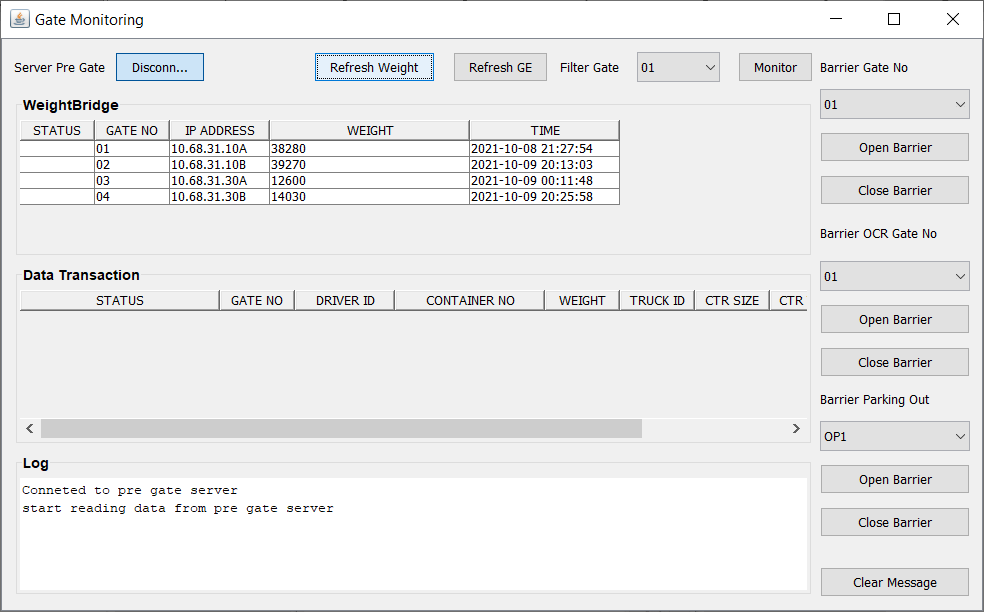 Gate Monitoring
Server Pre Gate Disconn... Refresh Weight Refresh GE Filter Gate 01 Monitor Barrier Gate No
01
Open Barrier
Close Barrier
WeightBridge
STATUS GATE NO IP ADDRESS WEIGHT TIME
01 10.68.31.10A 38280 2021-10-08 21:27:54
02 10.68.31.10B 39270 2021-10-09 20:13:03
03 10.68.31.30A 12600 2021-10-09 00:11:48
04 10.68.31.30B 14030 2021-10-09 20:25:58
Barrier OCR Gate No
01
Open Barrier
Close Barrier
Data Transaction
STATUS GATE NO DRIVER ID CONTAINER NO WEIGHT TRUCK ID CTR SIZE CTR
Barrier Parking Out
OP1
Open Barrier
Close Barrier
Log
Conneted to pre gate server
start reading data from pre gate server
Clear Message